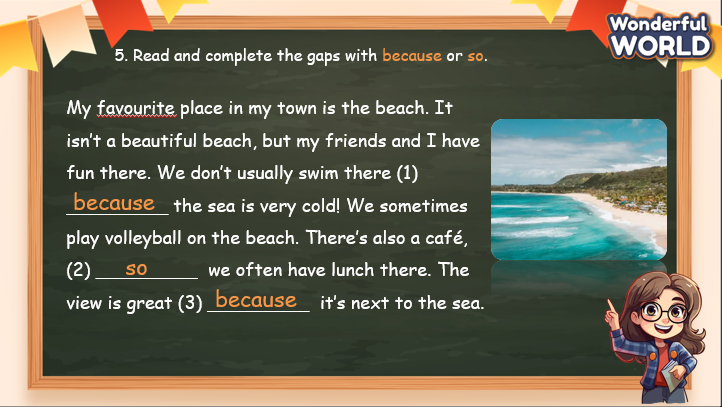 Wonderful
WORLD
5. Read and complete the gaps with because or so.
My favourite place in my town is the beach. It
isn't a beautiful beach, but my friends and I have
fun there. We don't usually swim there (1)
because the sea is very cold! We sometimes
play volleyball on the beach. There's also a café,
(2) so we often have lunch there. The
view is great (3) because it's next to the sea.